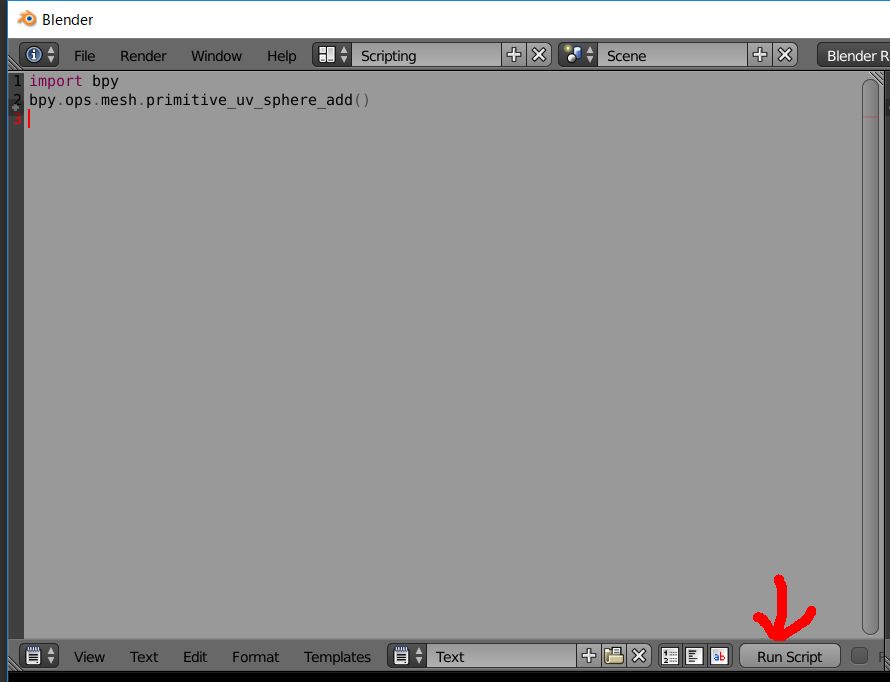 Blender
File Render Window Help Scripting Scene Blender R
1 import bpy
2 bpy.ops.mesh.primitive_uv_sphere_add()
3
View Text Edit Format Templates Text Run Script